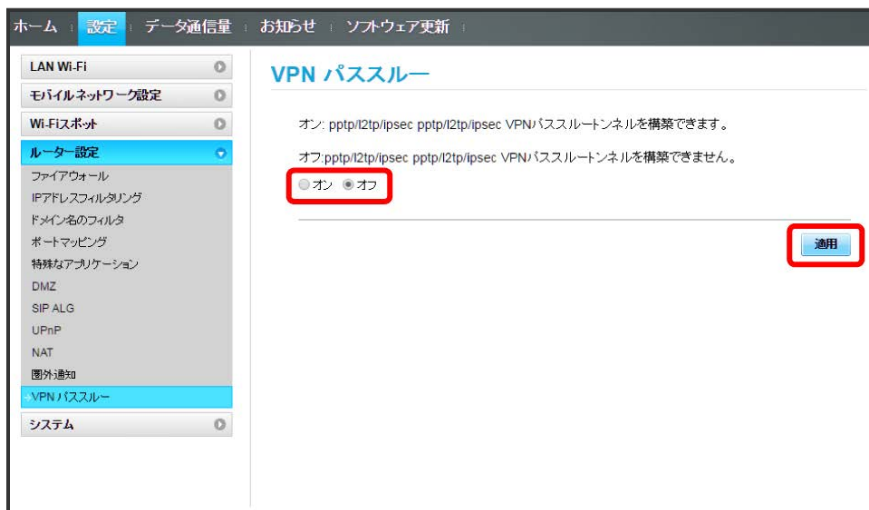 ホーム 設定 データ通信量 お知らせ ソフトウェア更新
LAN Wi-Fi
モバイルネットワーク設定
Wi-Fiスポット
ルーター設定
ファイアウォール
IPアドレスフィルタリング
ドメイン名のフィルタ
ポートマッピング
特殊なアプリケーション
DMZ
SIP ALG
UPnP
NAT
圏外通知
VPN パススルー
システム
VPN パススルー
オン: pptp/l2tp/ipsec pptp/l2tp/ipsec VPNパススルートンネルを構築できます。
オフ:pptp/l2tp/ipsec pptp/l2tp/ipsec VPNパススルートンネルを構築できません。
オン オフ
適用